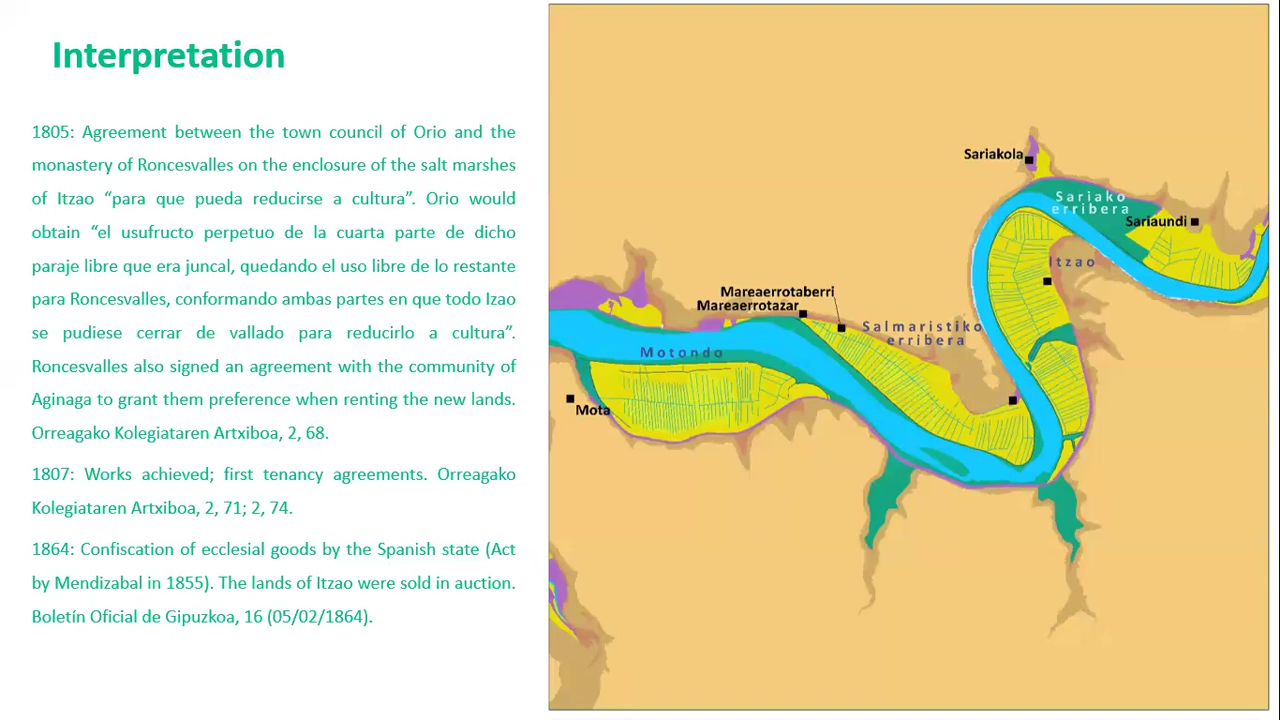 Interpretation
1805: Agreement between the town council of Orio and the
monastery of Roncesvalles on the enclosure of the salt marshes
of Itzao “para que pueda reducirse a cultura”. Orio would
obtain “el usufructo perpetuo de la cuarta parte de dicho
paraje libre que era juncal, quedando el uso libre de lo restante
para Roncesvalles, conformando ambas partes en que todo Izao
se pudiese cerrar de vallado para reducirlo a cultura”.
Roncesvalles also signed an agreement with the community of
Aginaga to grant them preference when renting the new lands.
Orreagako Kolegiataren Artxiboa, 2, 68.
1807: Works achieved; first tenancy agreements. Orreagako
Kolegiataren Artxiboa, 2, 71; 2, 74.
1864: Confiscation of ecclesial goods by the Spanish state (Act
by Mendizabal in 1855). The lands of Itzao were sold in auction.
Boletín Oficial de Gipuzkoa, 16 (05/02/1864).
Sariakola
Sariako
erribera
Sariaundi
Itzao
Mareaerrotaberri
Mareaerrotazar
Salmaristiko
erribera
Motondo
Mota